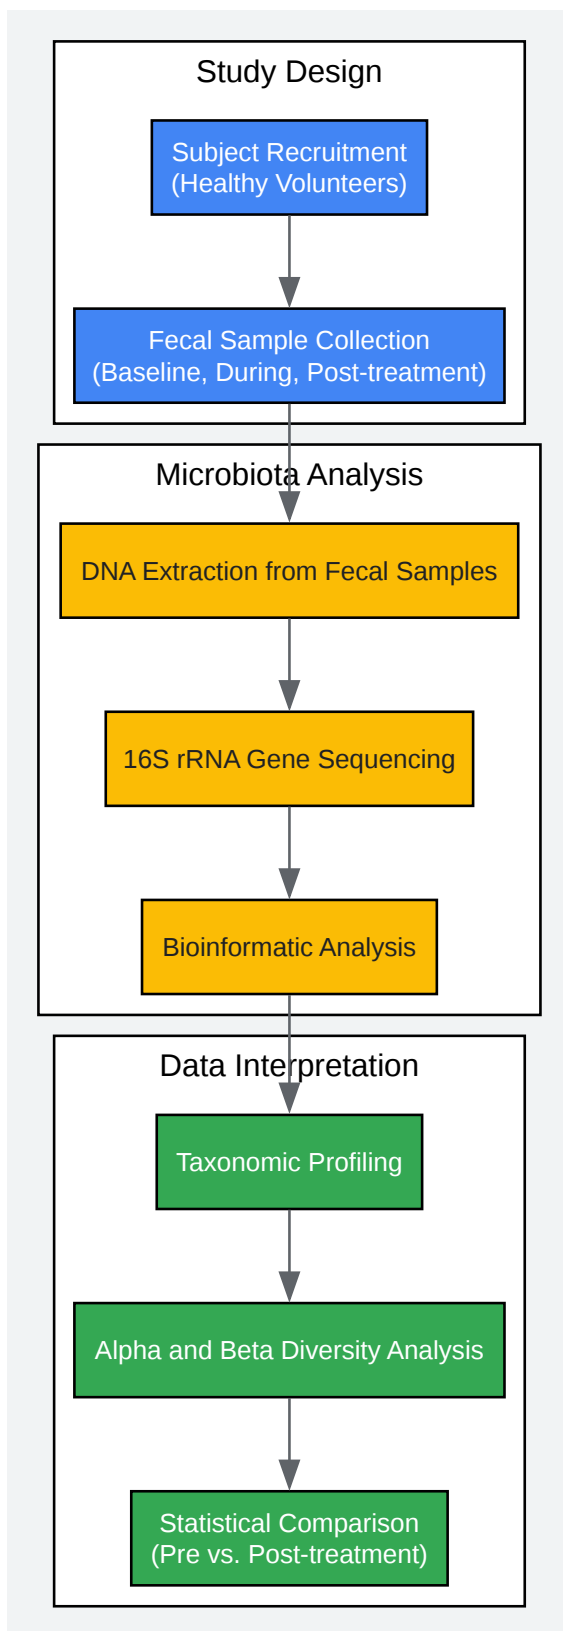 Study Design
Subject Recruitment
(Healthy Volunteers)
Fecal Sample Collection
(Baseline, During, Post-treatment)
Microbiota Analysis
DNA Extraction from Fecal Samples
16S rRNA Gene Sequencing
Bioinformatic Analysis
Data Interpretation
Taxonomic Profiling
Alpha and Beta Diversity Analysis
Statistical Comparison
(Pre vs. Post-treatment)